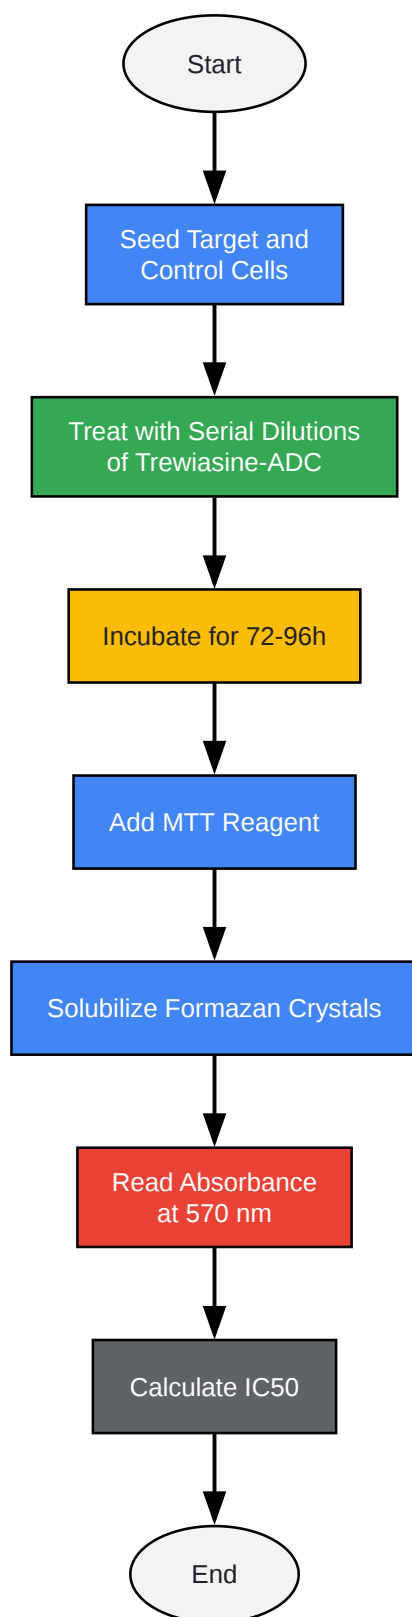 Start
Seed Target and
Control Cells
Treat with Serial Dilutions
of Trewiasine-ADC
Incubate for 72-96h
Add MTT Reagent
Solubilize Formazan Crystals
Read Absorbance
at 570 nm
Calculate IC50
End